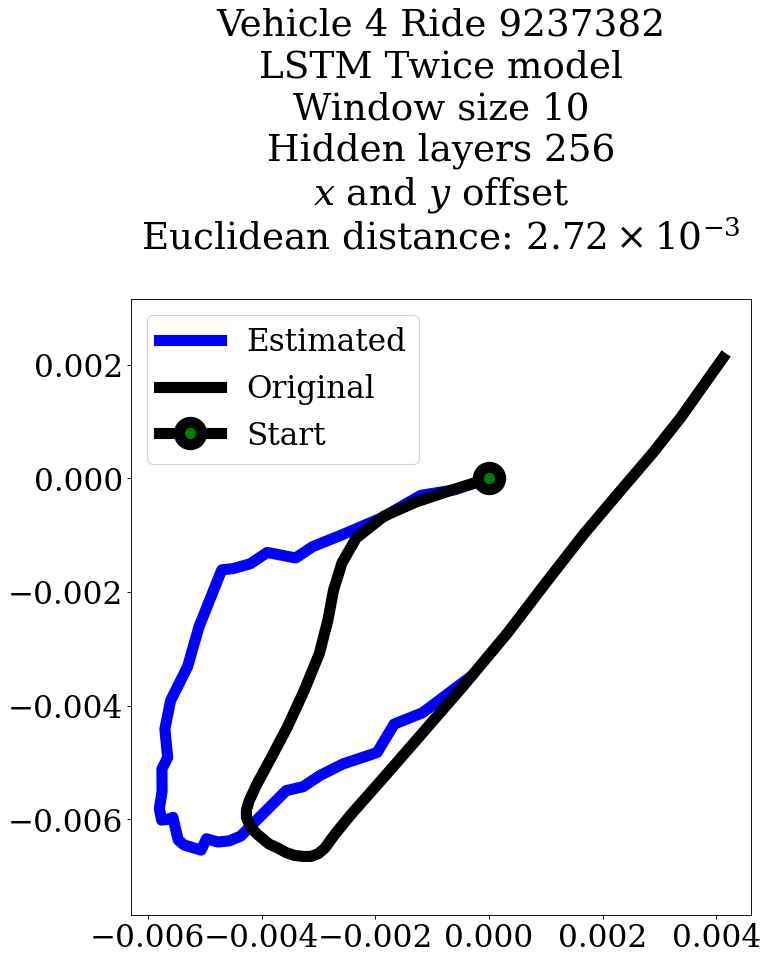 Vehicle 4 Ride 9237382
LSTM Twice model
Window size 10
Hidden layers 256
x and y offset
Euclidean distance: 2.72 × 10⁻³
Estimated
Original
Start
0.002
0.000
−0.002
−0.004
−0.006
−0.006 −0.004 −0.002 0.000 0.002 0.004